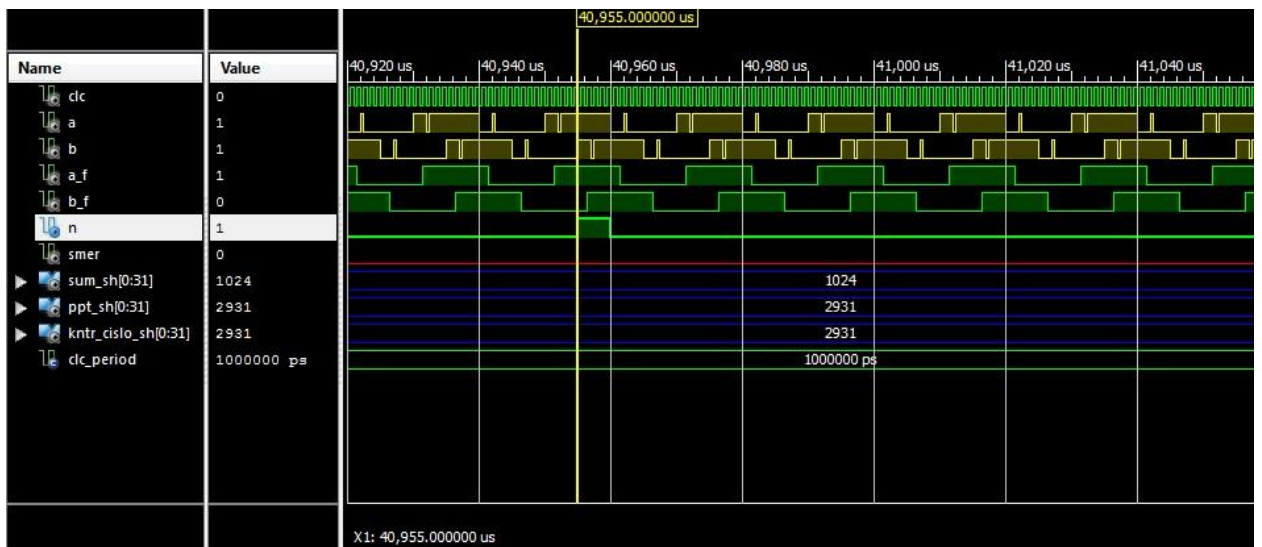 40,955.000000 us
Name Value
40,920 us 40,940 us 40,960 us 40,980 us 41,000 us 41,020 us 41,040 us
clc 0
a 1
b 1
a_f 1
b_f 0
n 1
smer 0
sum_sh[0:31] 1024 1024
ppt_sh[0:31] 2931 2931
kntr_cislo_sh[0:31] 2931 2931
clc_period 1000000 ps 1000000 ps
X1: 40,955.000000 us